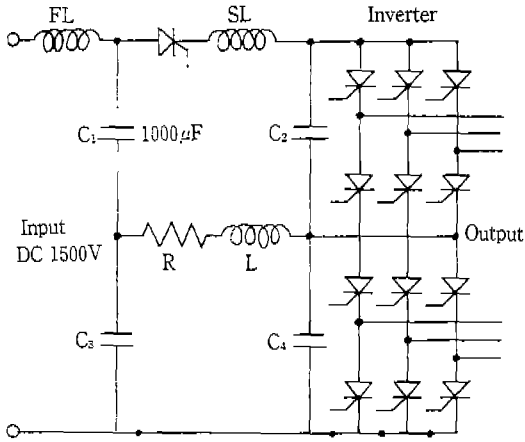 FL
SL
Inverter
C₁
1000μF
C₂
Input
DC 1500V
R
L
Output
C₃
C₄